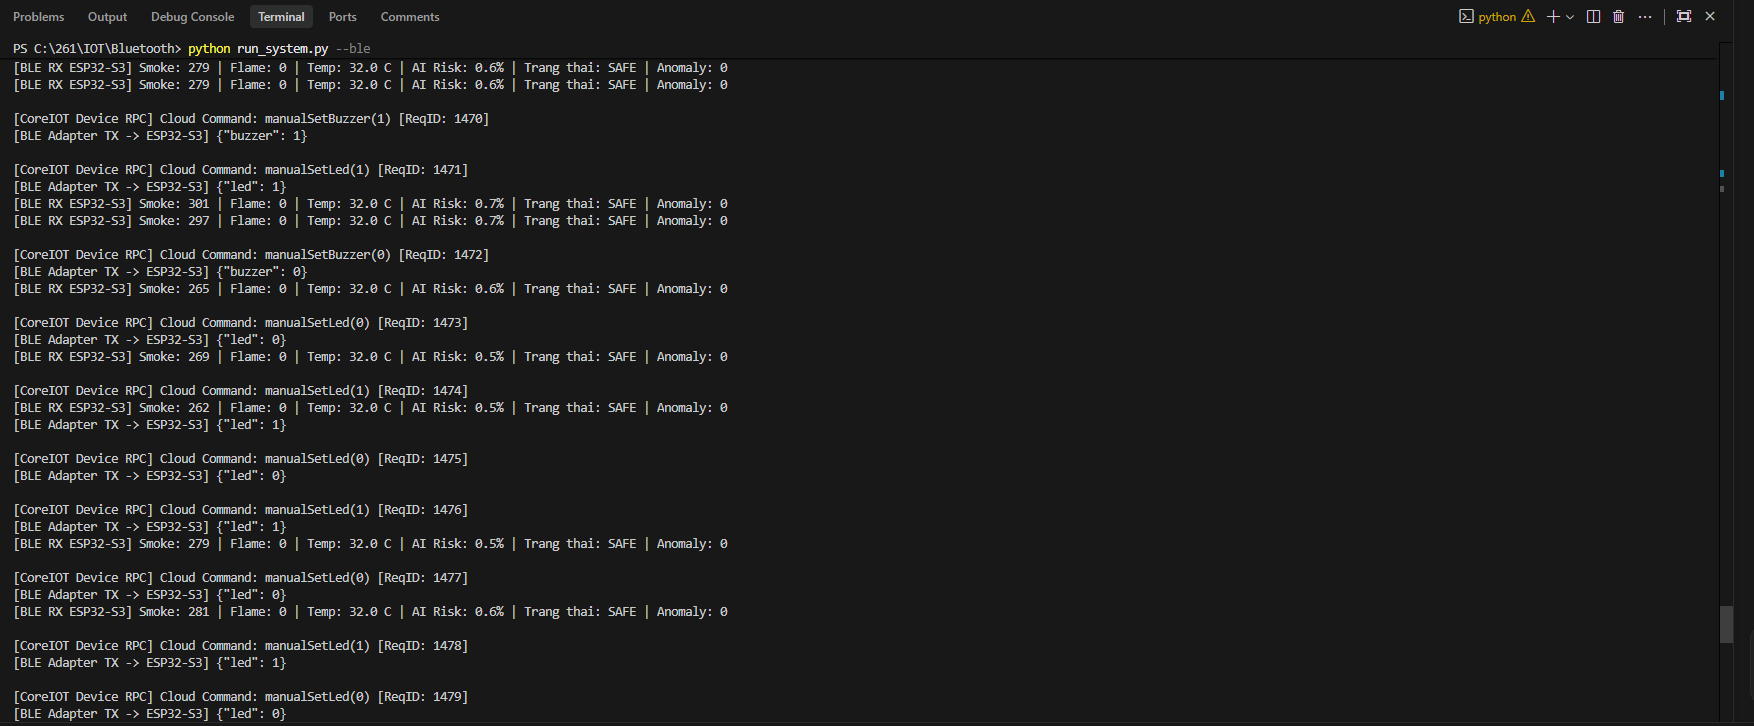 Problems Output Debug Console Terminal Ports Comments python
PS C:\261\IOT\Bluetooth> python run_system.py --ble
[BLE RX ESP32-S3] Smoke: 279 | Flame: 0 | Temp: 32.0 C | AI Risk: 0.6% | Trang thai: SAFE | Anomaly: 0
[BLE RX ESP32-S3] Smoke: 279 | Flame: 0 | Temp: 32.0 C | AI Risk: 0.6% | Trang thai: SAFE | Anomaly: 0
[CoreIOT Device RPC] Cloud Command: manualSetBuzzer(1) [ReqID: 1470]
[BLE Adapter TX -> ESP32-S3] {"buzzer": 1}
[CoreIOT Device RPC] Cloud Command: manualSetLed(1) [ReqID: 1471]
[BLE Adapter TX -> ESP32-S3] {"led": 1}
[BLE RX ESP32-S3] Smoke: 301 | Flame: 0 | Temp: 32.0 C | AI Risk: 0.7% | Trang thai: SAFE | Anomaly: 0
[BLE RX ESP32-S3] Smoke: 297 | Flame: 0 | Temp: 32.0 C | AI Risk: 0.7% | Trang thai: SAFE | Anomaly: 0
[CoreIOT Device RPC] Cloud Command: manualSetBuzzer(0) [ReqID: 1472]
[BLE Adapter TX -> ESP32-S3] {"buzzer": 0}
[BLE RX ESP32-S3] Smoke: 265 | Flame: 0 | Temp: 32.0 C | AI Risk: 0.6% | Trang thai: SAFE | Anomaly: 0
[CoreIOT Device RPC] Cloud Command: manualSetLed(0) [ReqID: 1473]
[BLE Adapter TX -> ESP32-S3] {"led": 0}
[BLE RX ESP32-S3] Smoke: 269 | Flame: 0 | Temp: 32.0 C | AI Risk: 0.5% | Trang thai: SAFE | Anomaly: 0
[CoreIOT Device RPC] Cloud Command: manualSetLed(1) [ReqID: 1474]
[BLE RX ESP32-S3] Smoke: 262 | Flame: 0 | Temp: 32.0 C | AI Risk: 0.5% | Trang thai: SAFE | Anomaly: 0
[BLE Adapter TX -> ESP32-S3] {"led": 1}
[CoreIOT Device RPC] Cloud Command: manualSetLed(0) [ReqID: 1475]
[BLE Adapter TX -> ESP32-S3] {"led": 0}
[CoreIOT Device RPC] Cloud Command: manualSetLed(1) [ReqID: 1476]
[BLE Adapter TX -> ESP32-S3] {"led": 1}
[BLE RX ESP32-S3] Smoke: 279 | Flame: 0 | Temp: 32.0 C | AI Risk: 0.5% | Trang thai: SAFE | Anomaly: 0
[CoreIOT Device RPC] Cloud Command: manualSetLed(0) [ReqID: 1477]
[BLE Adapter TX -> ESP32-S3] {"led": 0}
[BLE RX ESP32-S3] Smoke: 281 | Flame: 0 | Temp: 32.0 C | AI Risk: 0.6% | Trang thai: SAFE | Anomaly: 0
[CoreIOT Device RPC] Cloud Command: manualSetLed(1) [ReqID: 1478]
[BLE Adapter TX -> ESP32-S3] {"led": 1}
[CoreIOT Device RPC] Cloud Command: manualSetLed(0) [ReqID: 1479]
[BLE Adapter TX -> ESP32-S3] {"led": 0}